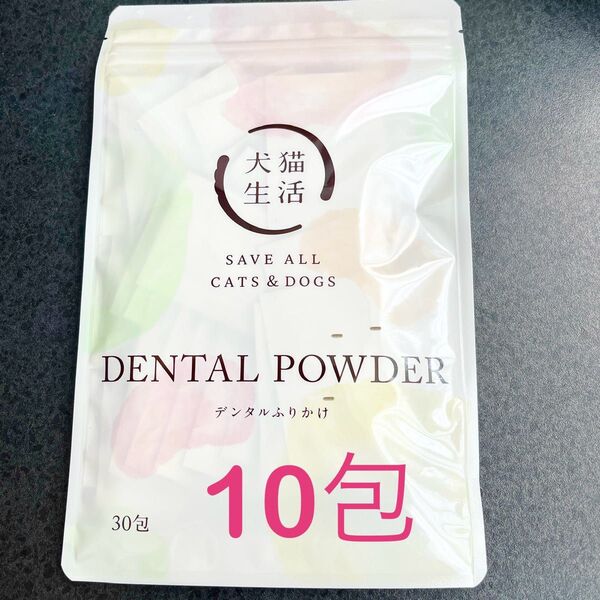 犬猫
生活
SAVE ALL
CATS & DOGS
DENTAL POWDER
デンタルふりかけ
10包
30包